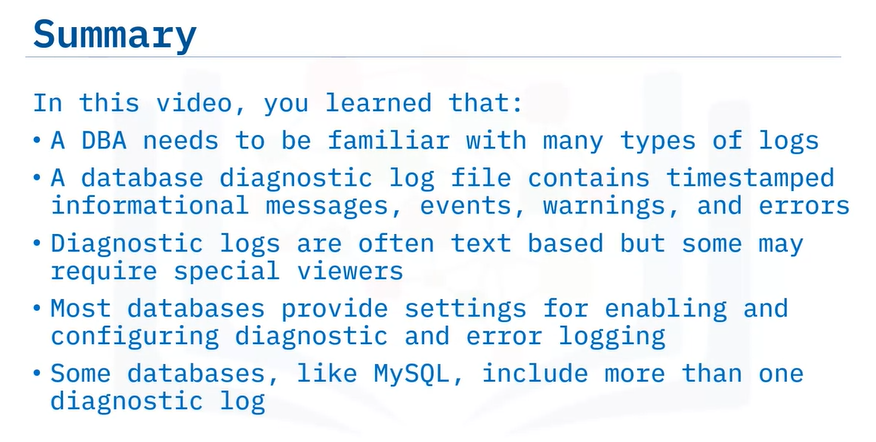 Summary
In this video, you learned that:
• A DBA needs to be familiar with many types of logs
• A database diagnostic log file contains timestamped
informational messages, events, warnings, and errors
• Diagnostic logs are often text based but some may
require special viewers
• Most databases provide settings for enabling and
configuring diagnostic and error logging
• Some databases, like MySQL, include more than one
diagnostic log